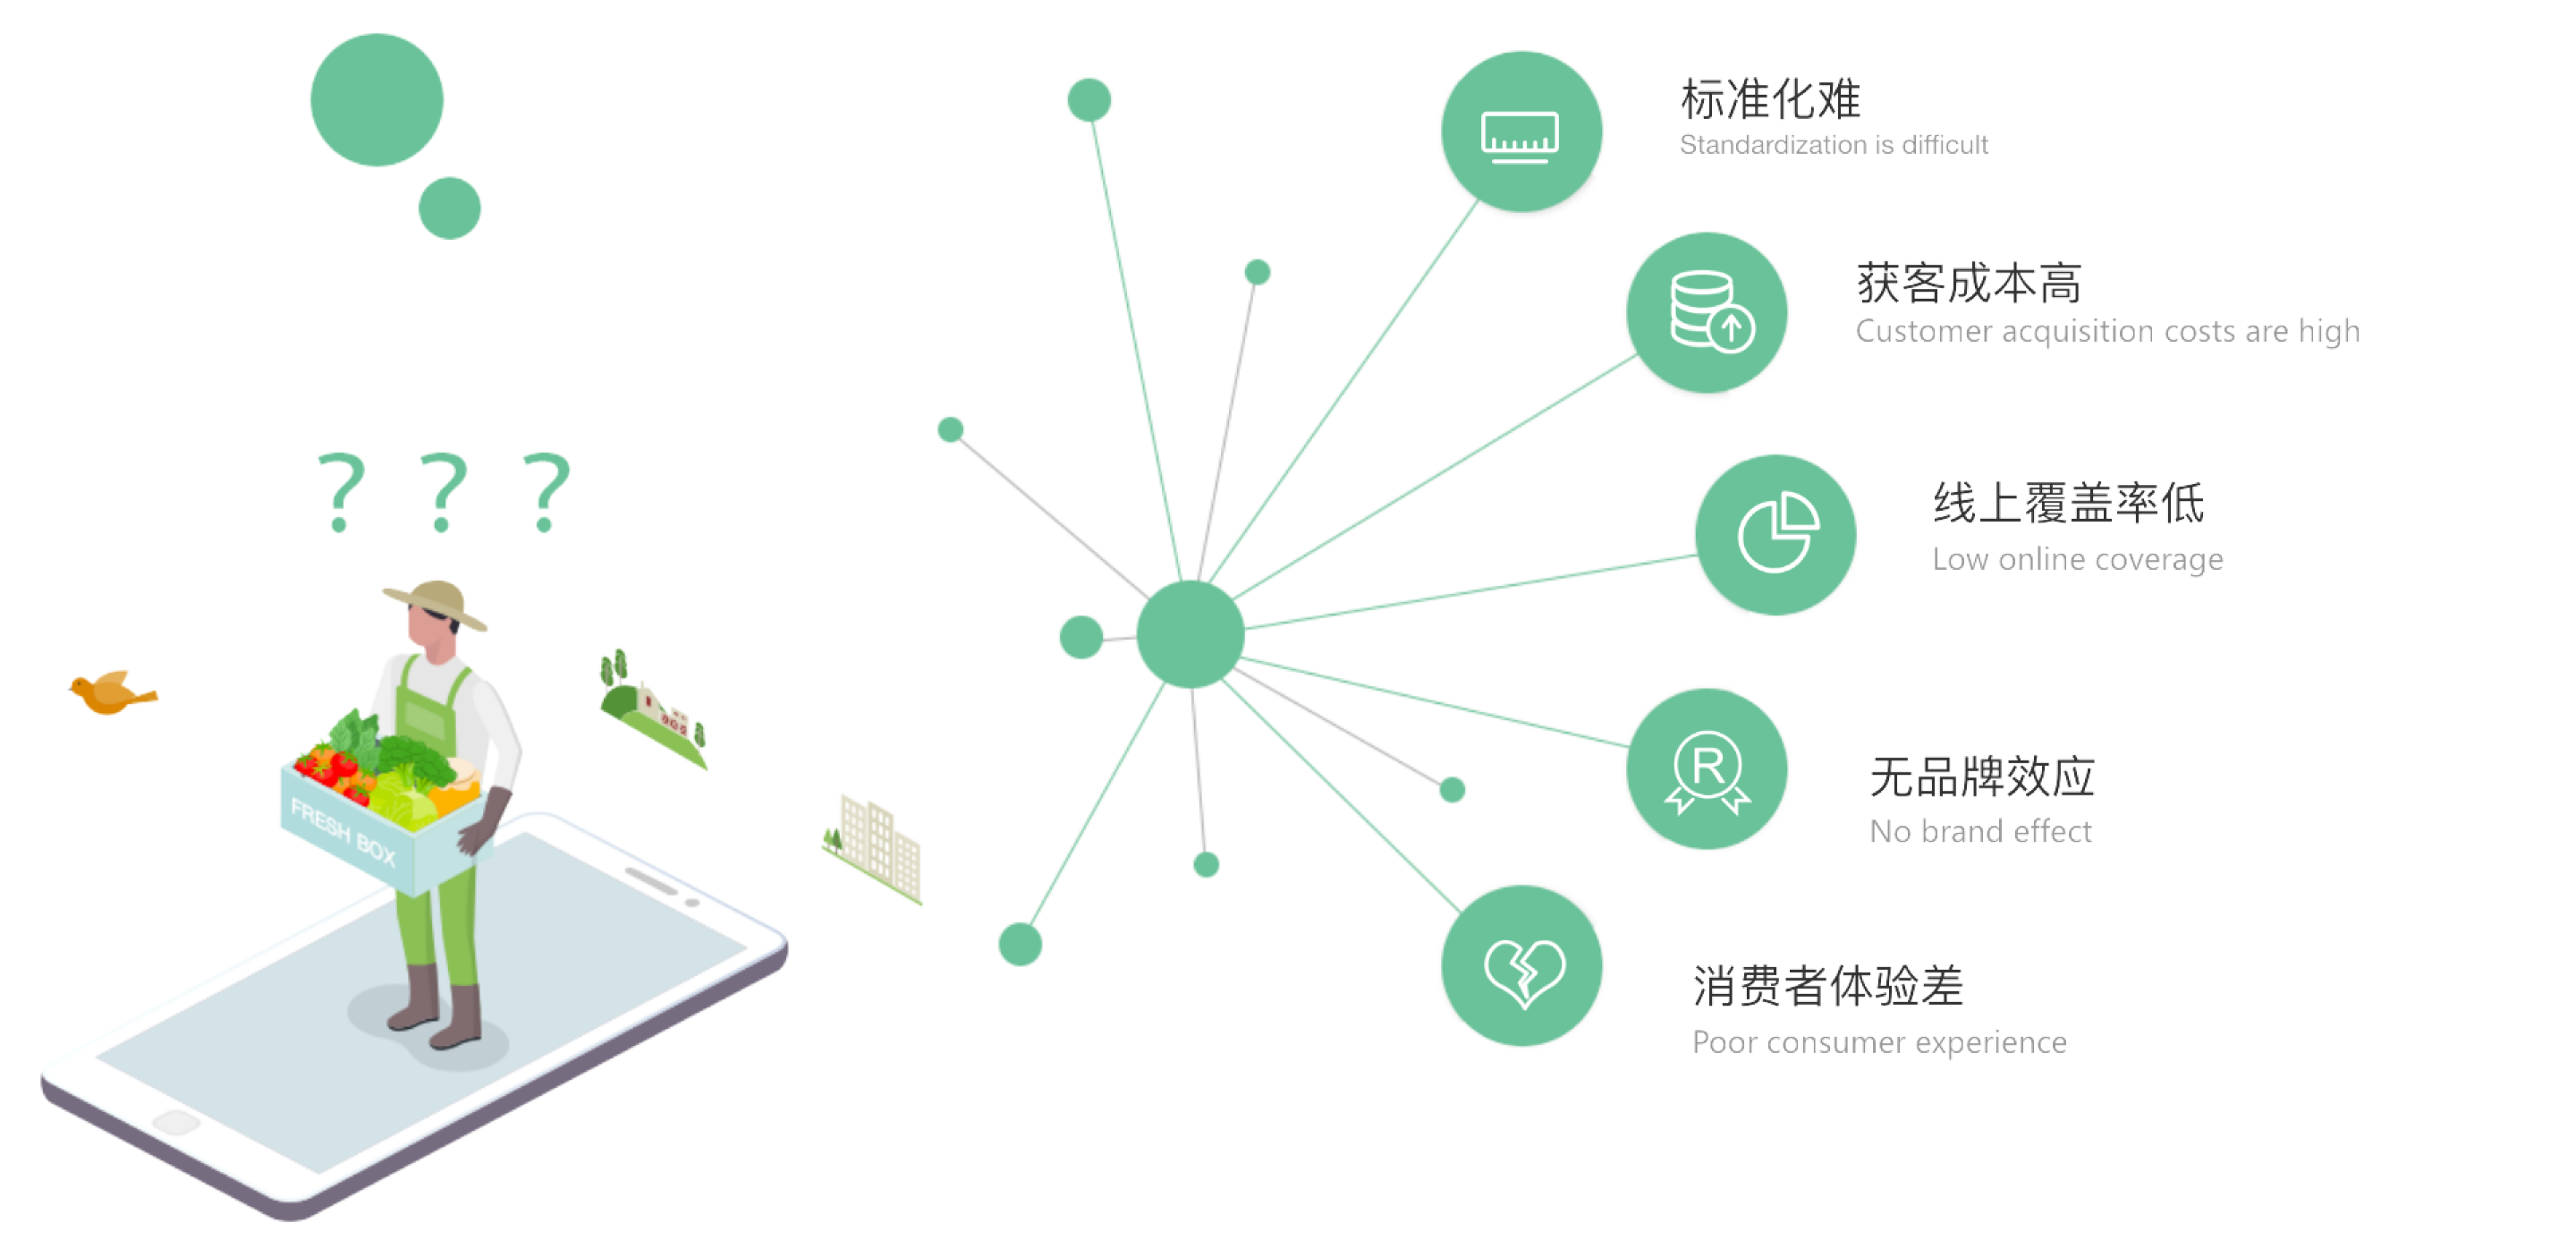 ? ? ?
FRESH BOX
标准化难
Standardization is difficult
获客成本高
Customer acquisition costs are high
线上覆盖率低
Low online coverage
R
无品牌效应
No brand effect
消费者体验差
Poor consumer experience